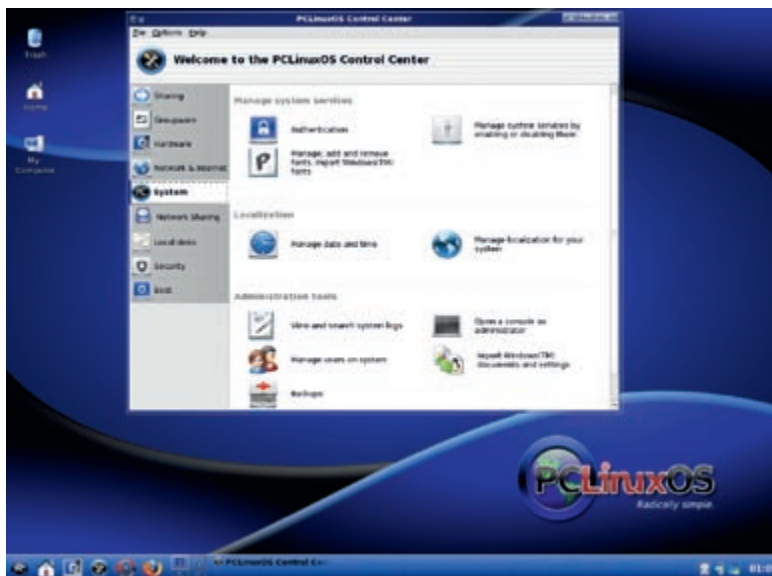 PCLinuxOS Control Center
File Options Help
Welcome to the PCLinuxOS Control Center
Trash
Home
My
Computer
Sharing
Groupware
Hardware
Network & Internet
System
Network Sharing
Local disks
Security
Boot
Manage system services
Authentication
Manage system services by
enabling or disabling them
Manage, add and remove
fonts. Import Windows(TM)
fonts
Localization
Manage date and time
Manage localization for your
system
Administration tools
View and search system logs
Open a console as
administrator
Manage users on system
Import Windows(TM)
documents and settings
Backups
PCLinuxOS
Radically simple.
PCLinuxOS Control Cen